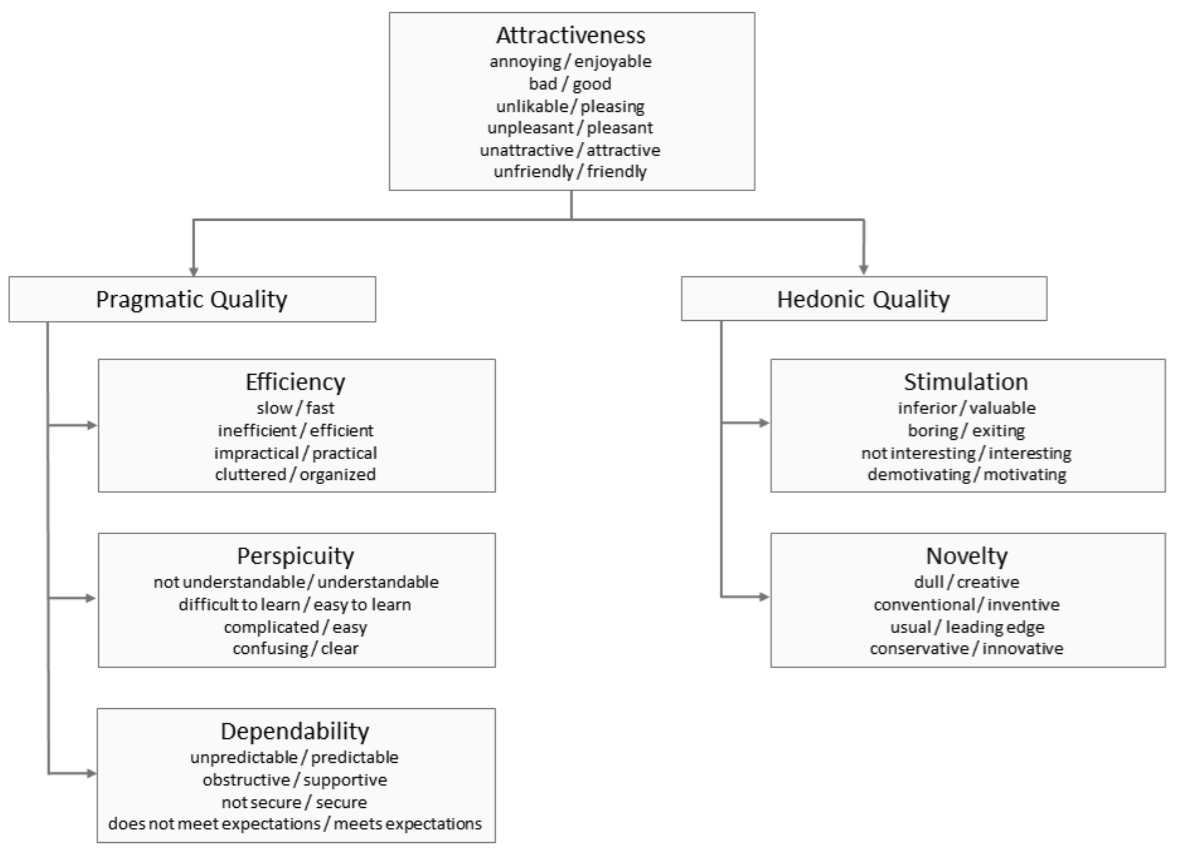 Attractiveness
annoying / enjoyable
bad / good
unlikable / pleasing
unpleasant / pleasant
unattractive / attractive
unfriendly / friendly
Pragmatic Quality
Efficiency
slow / fast
inefficient / efficient
impractical / practical
cluttered / organized
Perspicuity
not understandable / understandable
difficult to learn / easy to learn
complicated / easy
confusing / clear
Dependability
unpredictable / predictable
obstructive / supportive
not secure / secure
does not meet expectations / meets expectations
Hedonic Quality
Stimulation
inferior / valuable
boring / exiting
not interesting / interesting
demotivating / motivating
Novelty
dull / creative
conventional / inventive
usual / leading edge
conservative / innovative